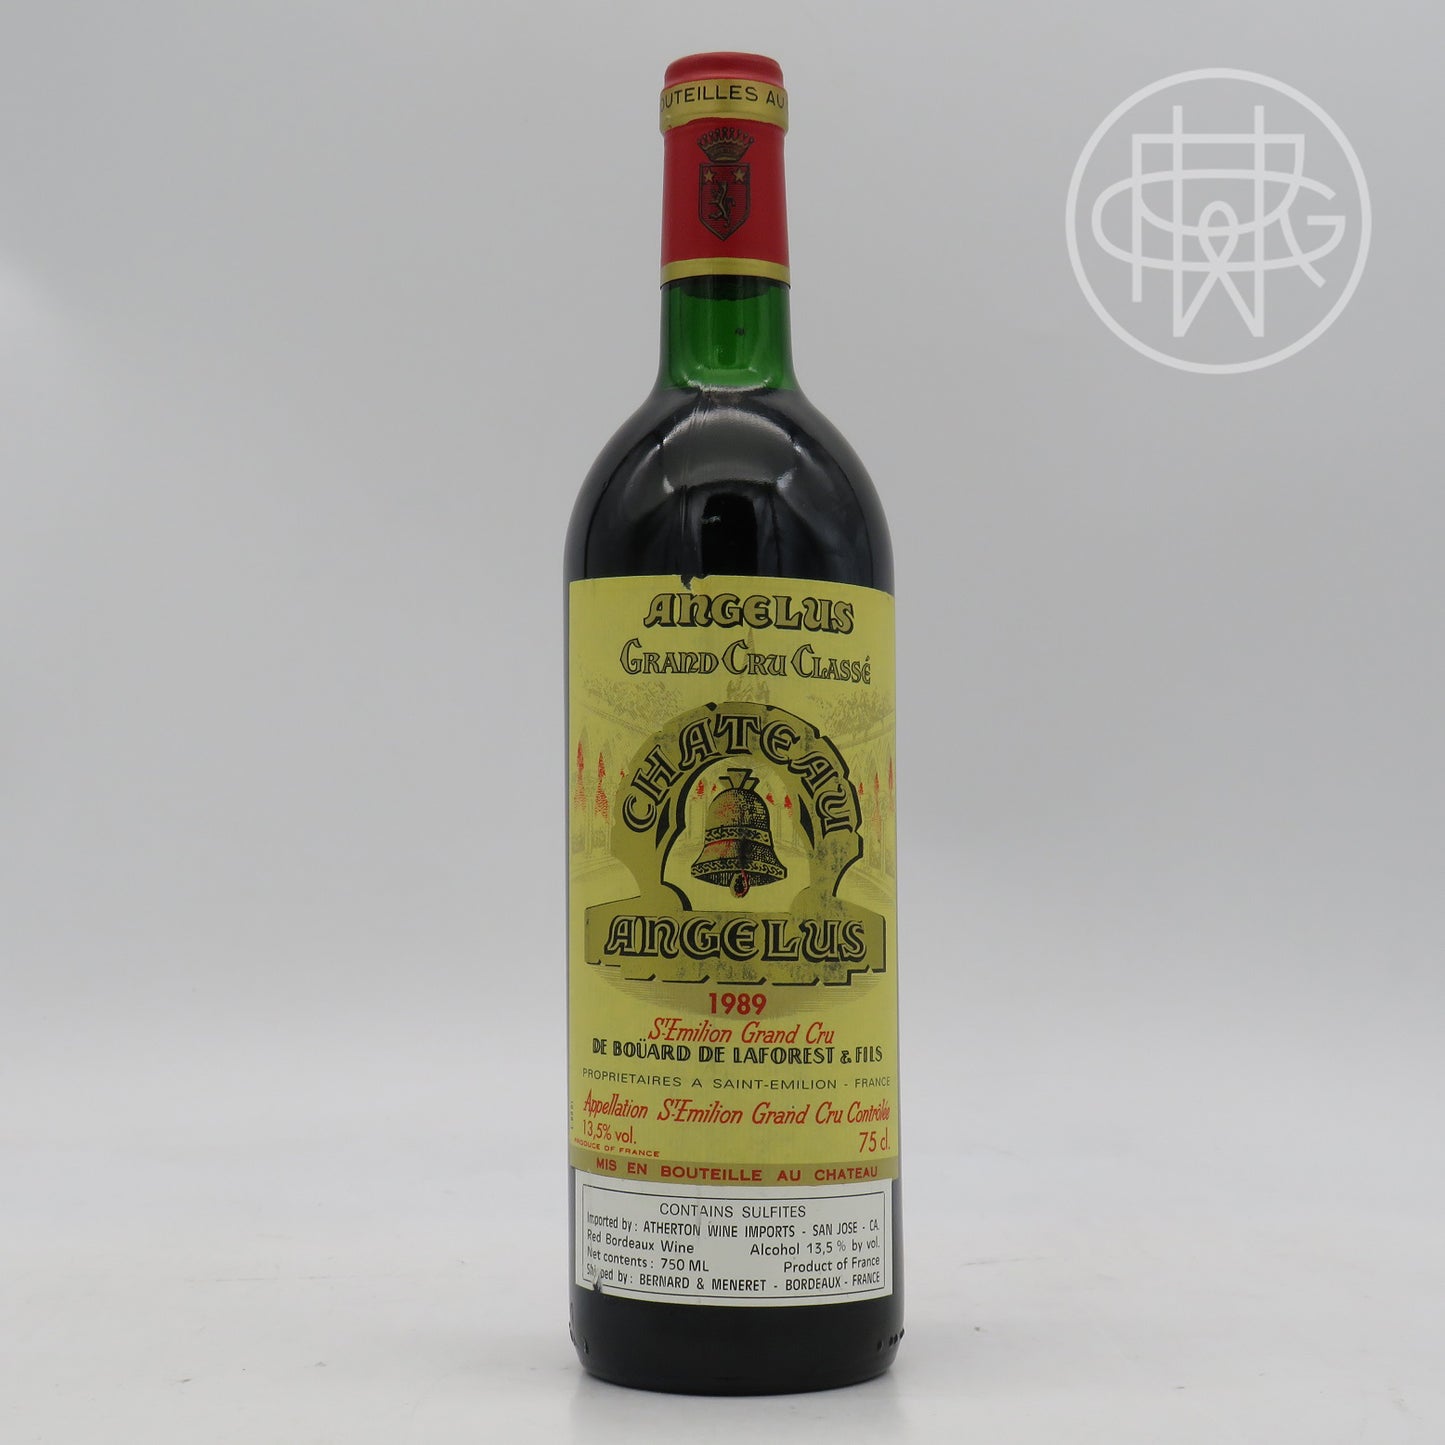 OUTEILLES AU
ANGELUS
GRAND CRU CLASSÉ
CHATEAU
ANGELUS
1989
ST-Emilion Grand Cru
DE BOÜARD DE LAFOREST & FILS
PROPRIETAIRES A SAINT-EMILION - FRANCE
Appellation ST-Emilion Grand Cru Contrôlée
13,5% vol. 75 cl.
PRODUCE OF FRANCE
MIS EN BOUTEILLE AU CHATEAU
CONTAINS SULFITES
Imported by : ATHERTON WINE IMPORTS - SAN JOSE - CA.
Red Bordeaux Wine Alcohol 13,5 % by vol.
Net contents : 750 ML Product of France
Shipped by : BERNARD & MENERET - BORDEAUX - FRANCE